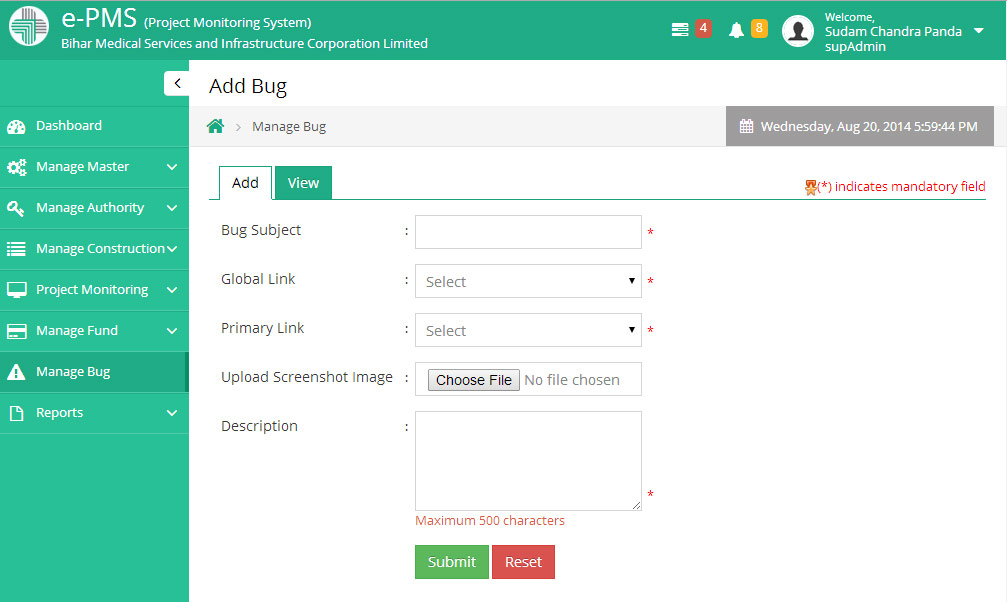 e-PMS (Project Monitoring System)
Bihar Medical Services and Infrastructure Corporation Limited
4
8
Welcome,
Sudam Chandra Panda
supAdmin
Add Bug
Dashboard
Manage Master
Manage Authority
Manage Construction
Project Monitoring
Manage Fund
Manage Bug
Reports
Manage Bug
Wednesday, Aug 20, 2014 5:59:44 PM
Add View
(*) indicates mandatory field
Bug Subject : *
Global Link : Select *
Primary Link : Select *
Upload Screenshot Image : Choose File No file chosen
Description : *
Maximum 500 characters
Submit Reset